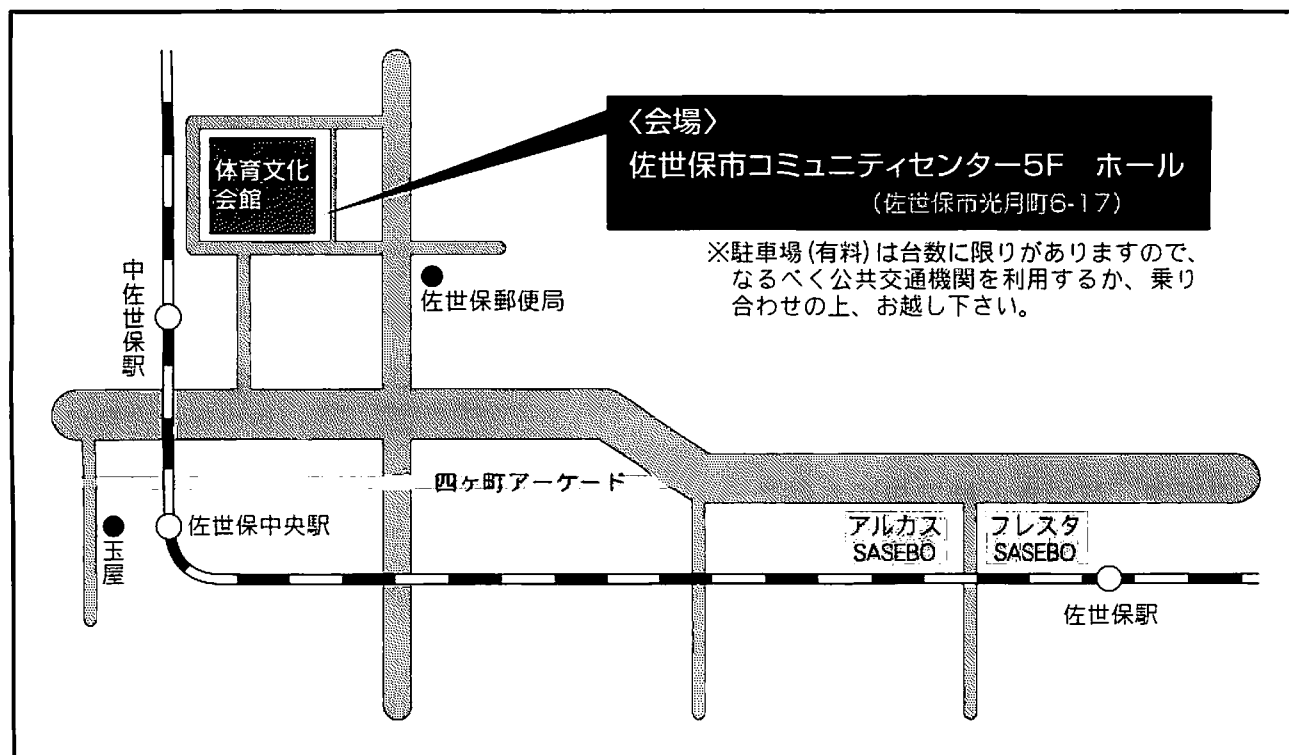 〈会場〉
佐世保市コミュニティセンター5F　ホール
(佐世保市光月町6-17)
体育文化
会館
※駐車場(有料)は台数に限りがありますので、
なるべく公共交通機関を利用するか、乗り
合わせの上、お越し下さい。
中佐世保駅
佐世保郵便局
四ヶ町アーケード
玉屋
佐世保中央駅
アルカス
SASEBO
フレスタ
SASEBO
佐世保駅